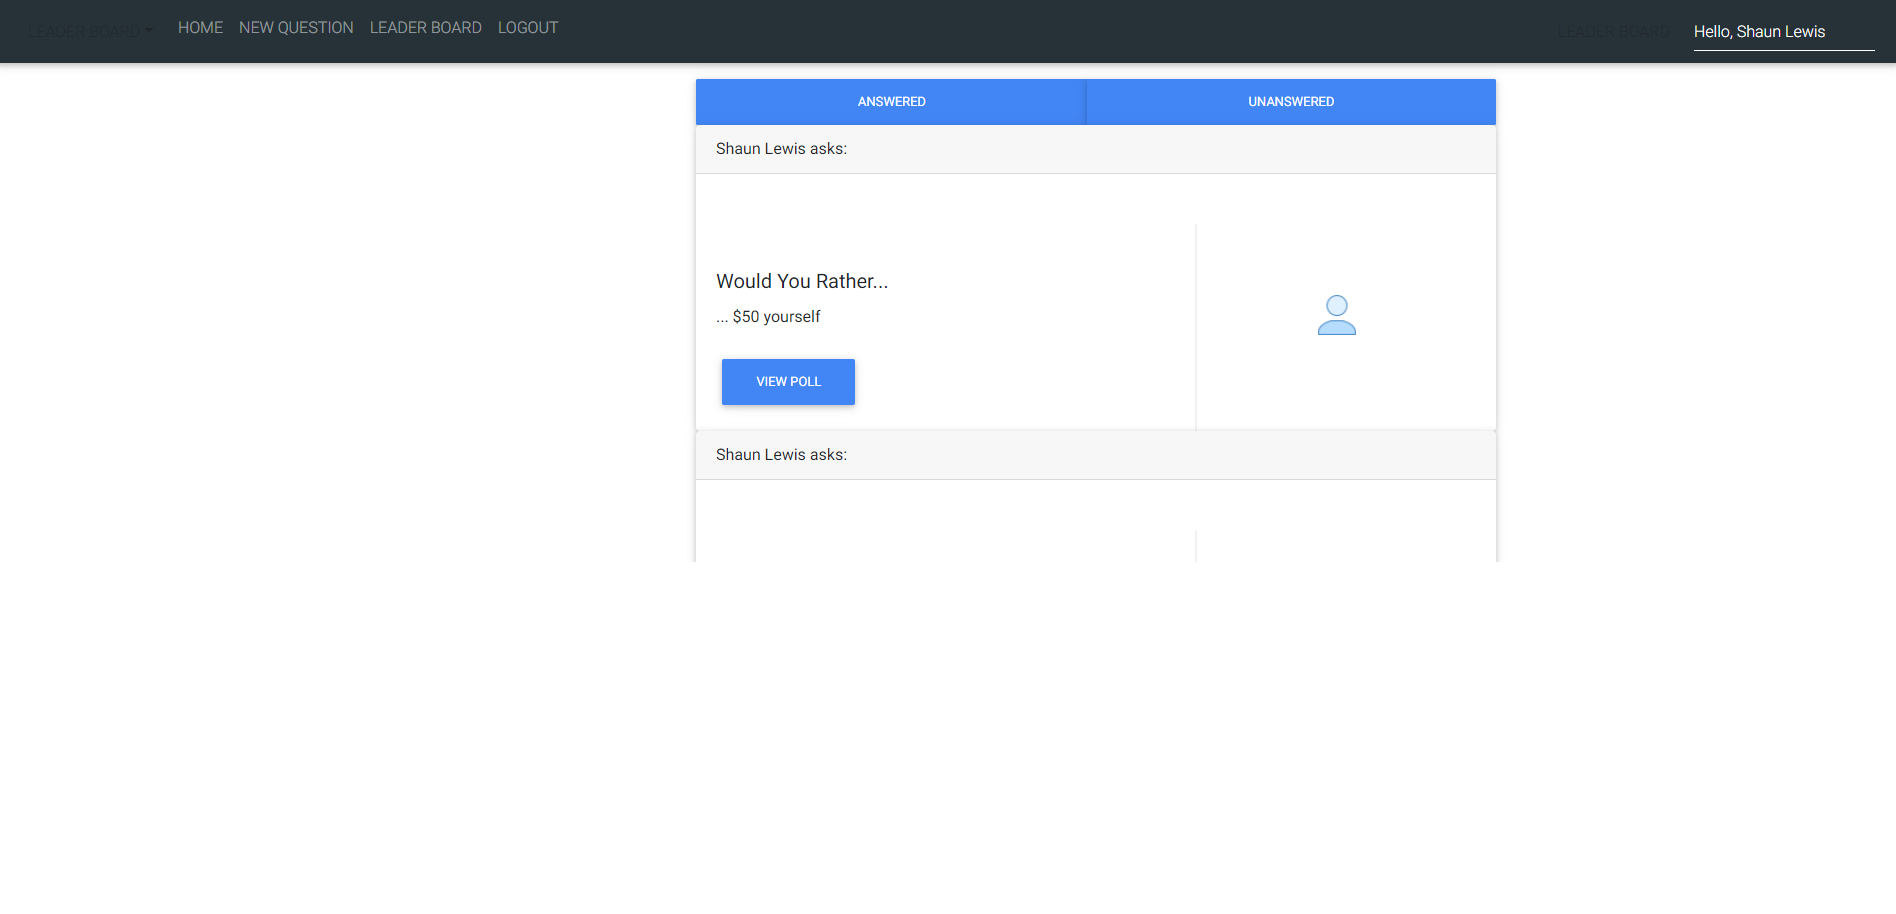 LEADER BOARD HOME NEW QUESTION LEADER BOARD LOGOUT LEADER BOARD Hello, Shaun Lewis
ANSWERED UNANSWERED
Shaun Lewis asks:
Would You Rather...
... $50 yourself
VIEW POLL
Shaun Lewis asks: